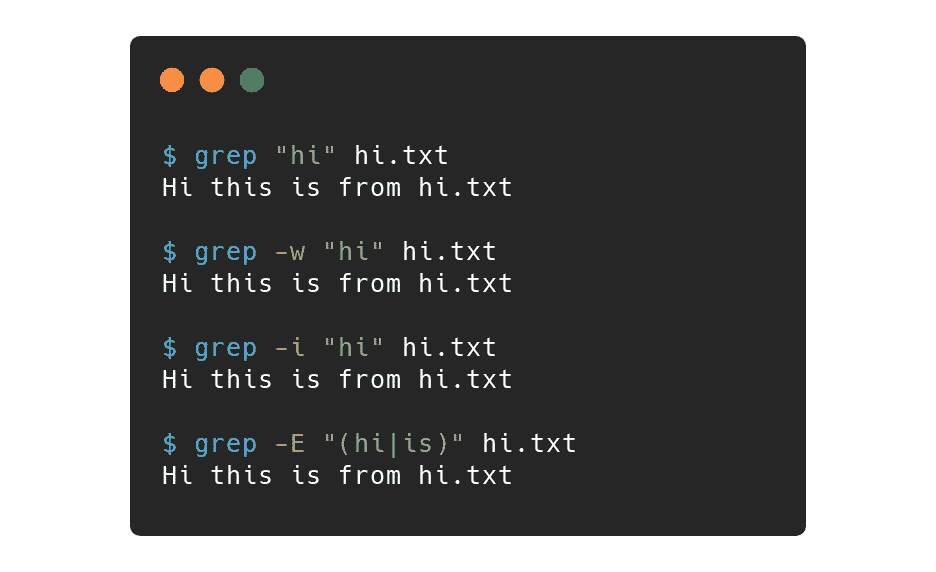 $ grep "hi" hi.txt
Hi this is from hi.txt
$ grep -w "hi" hi.txt
Hi this is from hi.txt
$ grep -i "hi" hi.txt
Hi this is from hi.txt
$ grep -E "(hi|is)" hi.txt
Hi this is from hi.txt